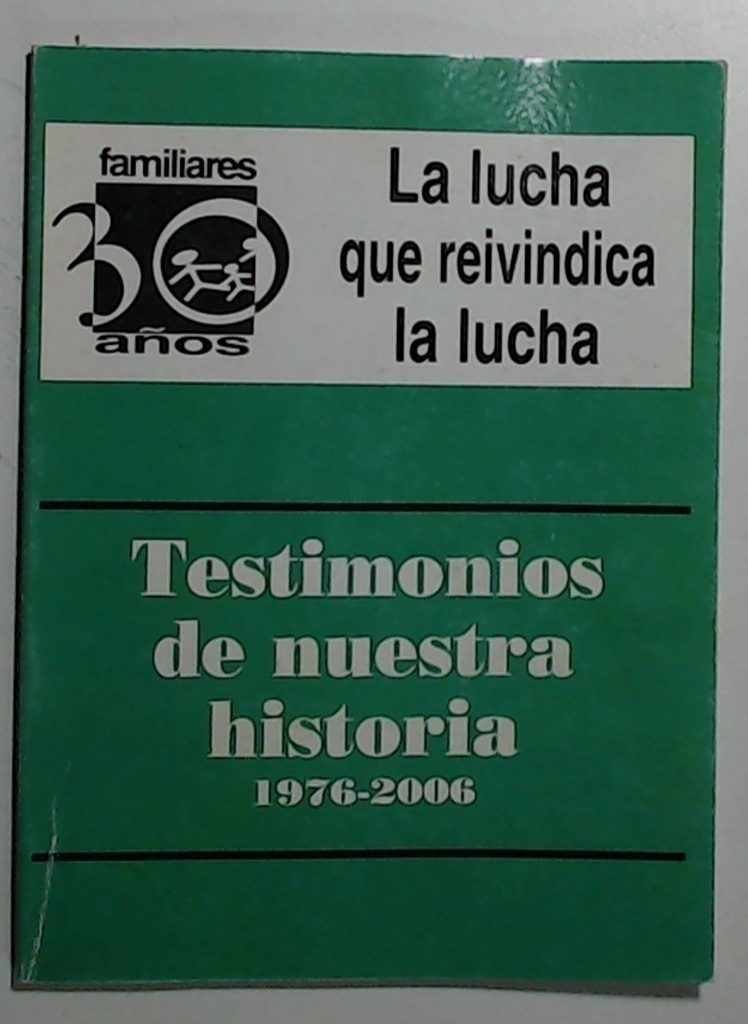 familiares
30
años
La lucha
que reivindica
la lucha
Testimonios
de nuestra
historia
1976-2006